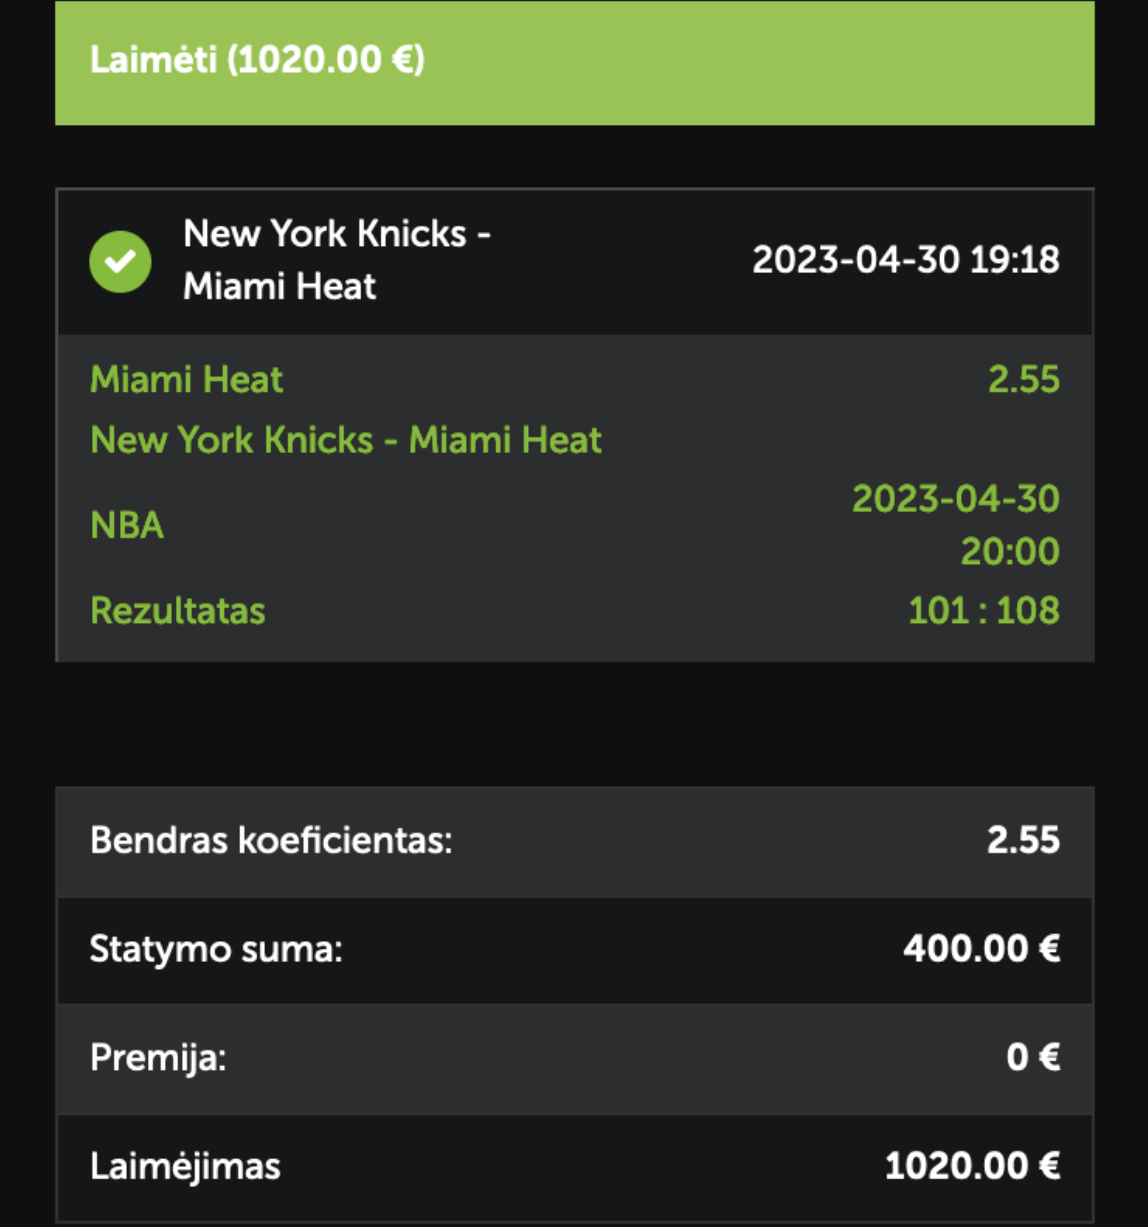 Laimėti (1020.00 €)
New York Knicks -
Miami Heat
2023-04-30 19:18
Miami Heat 2.55
New York Knicks - Miami Heat
NBA
2023-04-30
20:00
Rezultatas 101 : 108
Bendras koeficientas: 2.55
Statymo suma: 400.00 €
Premija: 0 €
Laimėjimas 1020.00 €